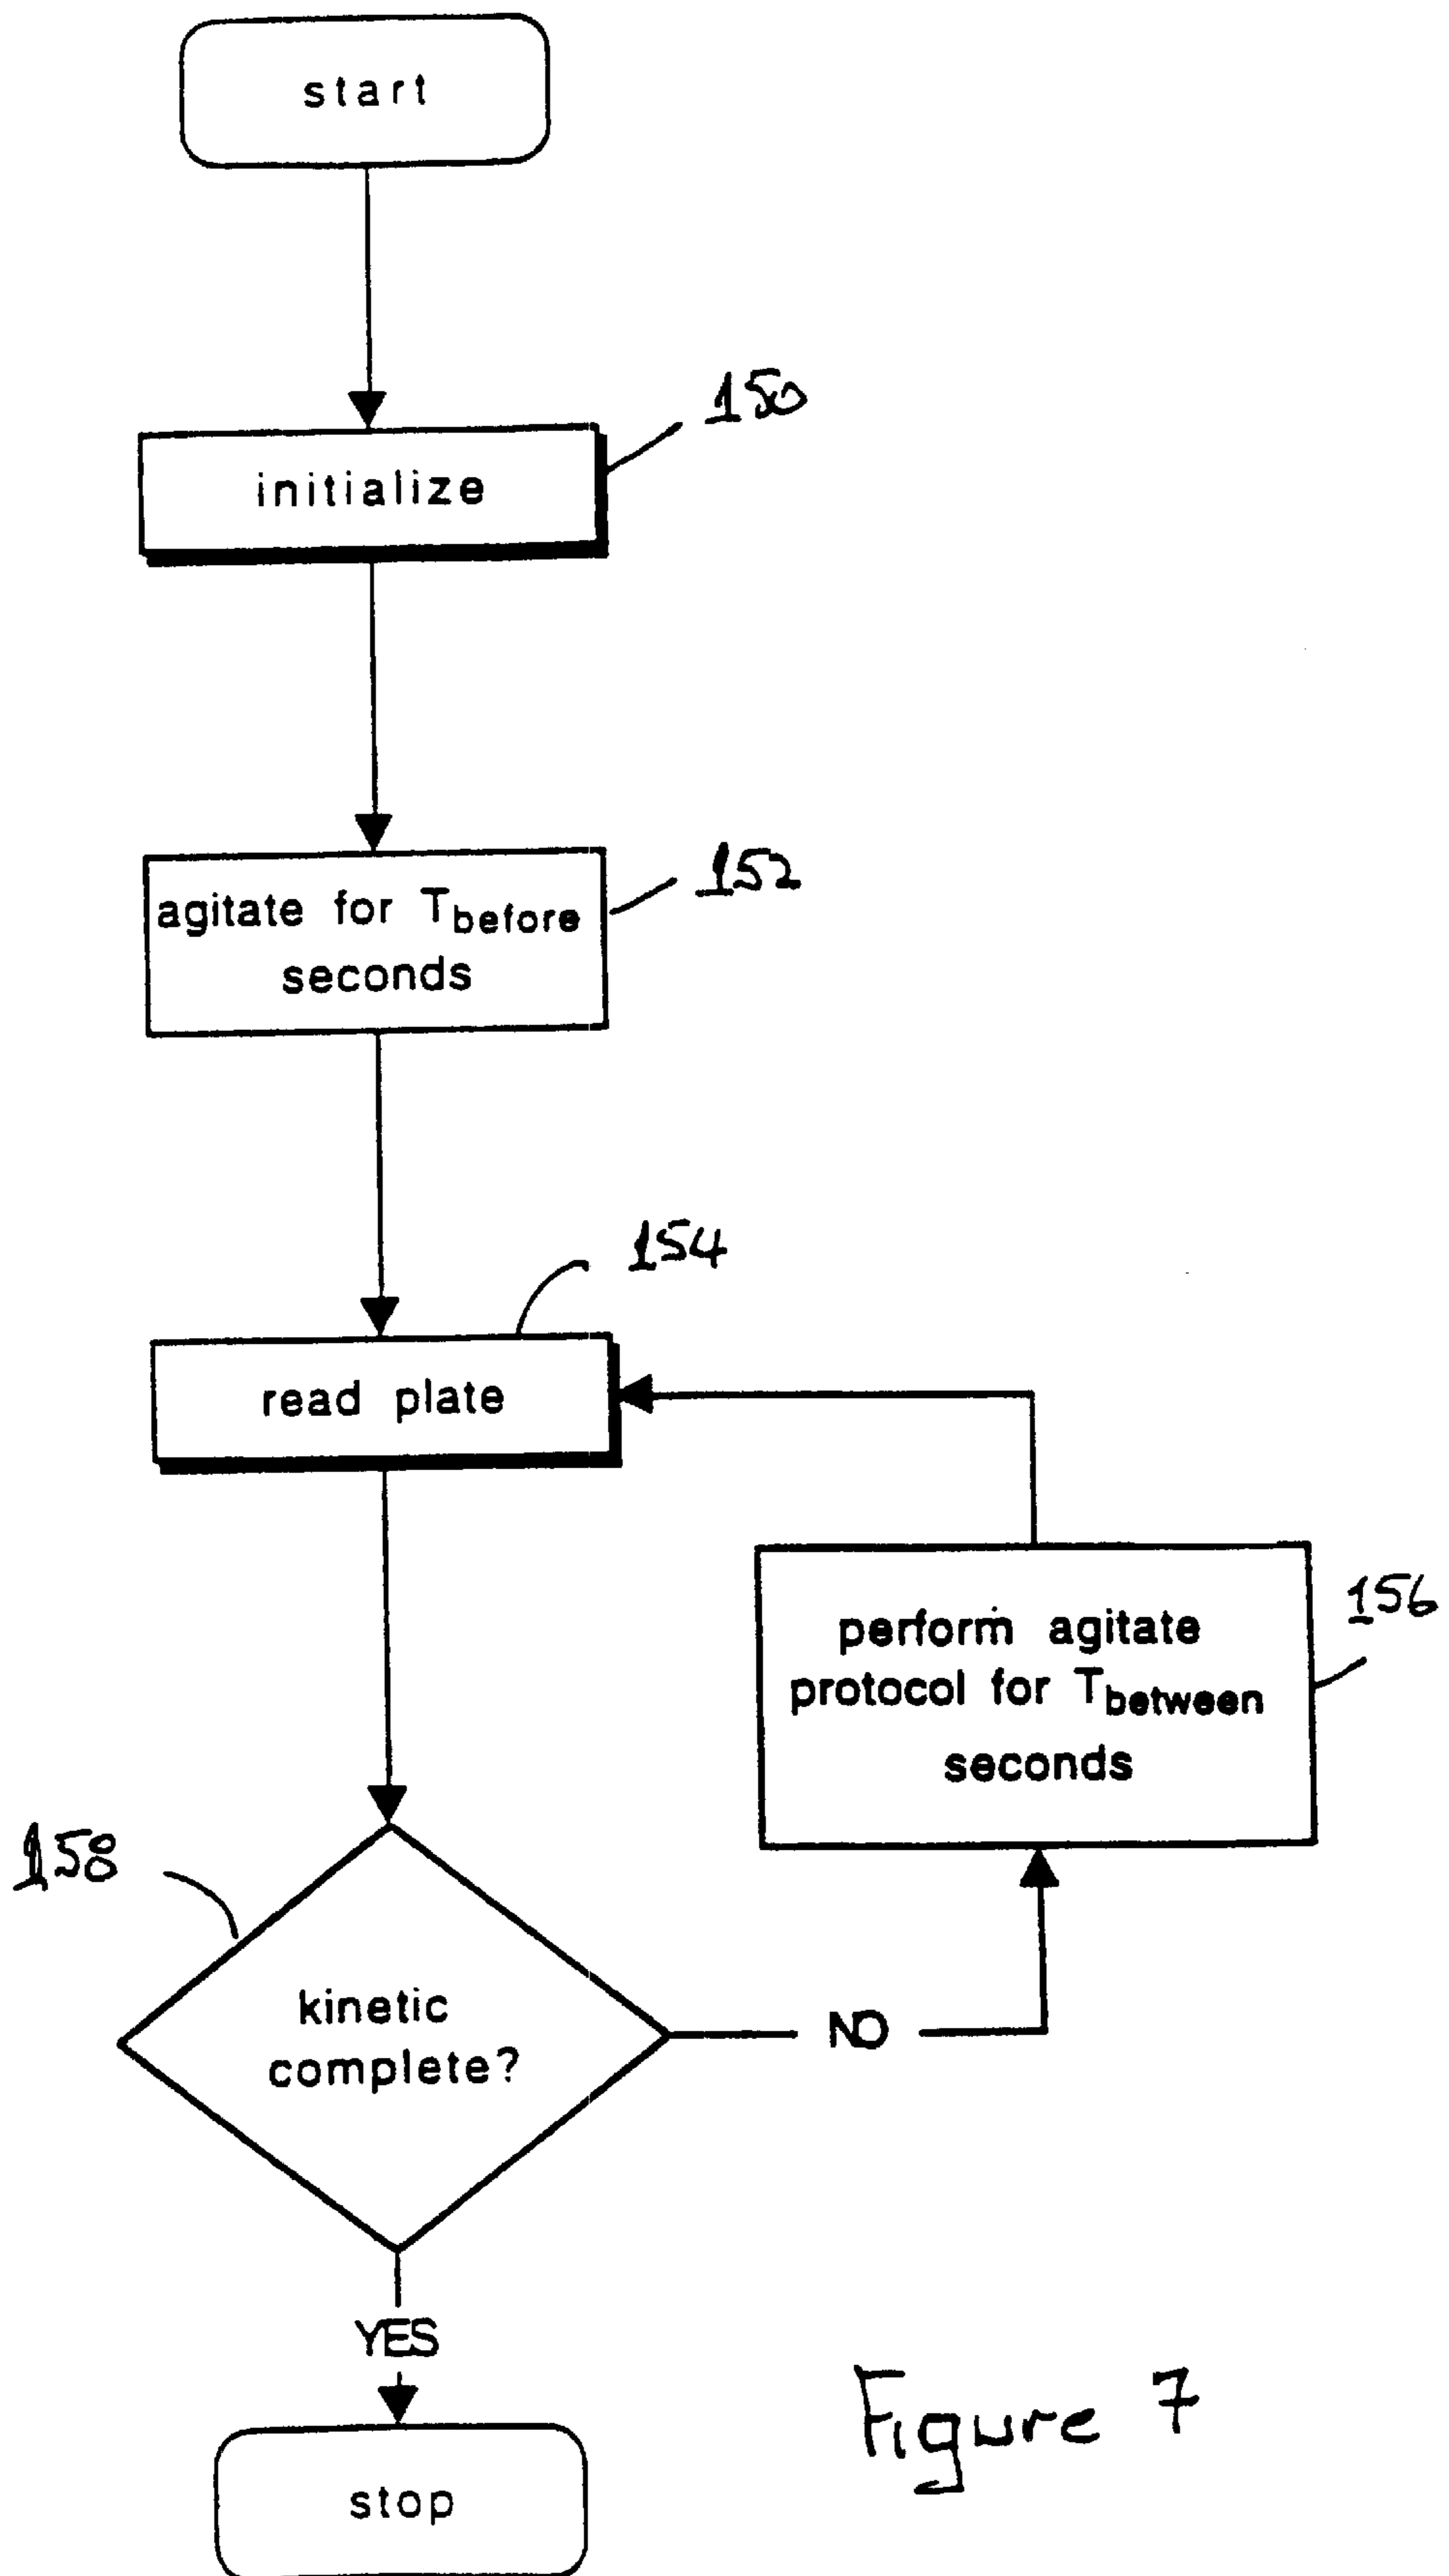 start
150
initialize
152
agitate for Tbefore
seconds
154
read plate
156
perform agitate
protocol for Tbetween
seconds
158
kinetic
complete?
NO
YES
stop
Figure 7